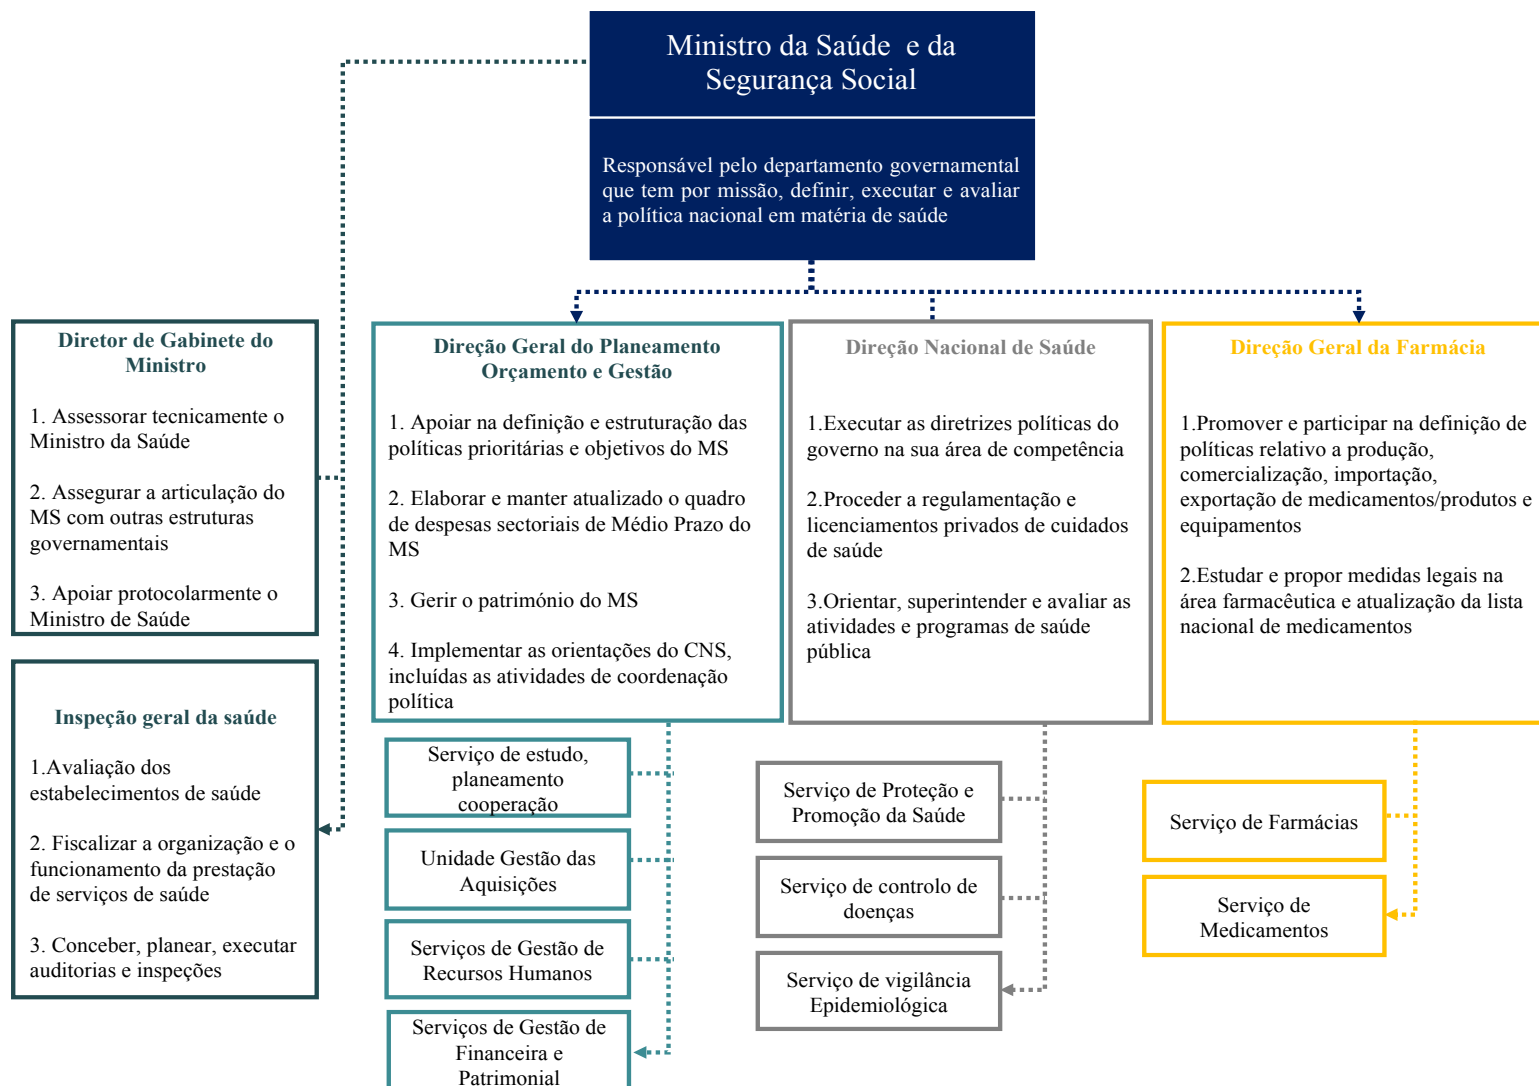 Ministro da Saúde e da
Segurança Social
Responsável pelo departamento governamental
que tem por missão, definir, executar e avaliar
a política nacional em matéria de saúde
Diretor de Gabinete do
Ministro
1. Assessorar tecnicamente o
Ministro da Saúde
2. Assegurar a articulação do
MS com outras estruturas
governamentais
3. Apoiar protocolarmente o
Ministro de Saúde
Inspeção geral da saúde
1.Avaliação dos
estabelecimentos de saúde
2. Fiscalizar a organização e o
funcionamento da prestação
de serviços de saúde
3. Conceber, planear, executar
auditorias e inspeções
Direção Geral do Planeamento
Orçamento e Gestão
1. Apoiar na definição e estruturação das
políticas prioritárias e objetivos do MS
2. Elaborar e manter atualizado o quadro
de despesas sectoriais de Médio Prazo do
MS
3. Gerir o património do MS
4. Implementar as orientações do CNS,
incluídas as atividades de coordenação
política
Serviço de estudo,
planeamento
cooperação
Unidade Gestão das
Aquisições
Serviços de Gestão de
Recursos Humanos
Serviços de Gestão de
Financeira e
Patrimonial
Direção Nacional de Saúde
1.Executar as diretrizes políticas do
governo na sua área de competência
2.Proceder a regulamentação e
licenciamentos privados de cuidados
de saúde
3.Orientar, superintender e avaliar as
atividades e programas de saúde
pública
Serviço de Proteção e
Promoção da Saúde
Serviço de controlo de
doenças
Serviço de vigilância
Epidemiológica
Direção Geral da Farmácia
1.Promover e participar na definição de
políticas relativo a produção,
comercialização, importação,
exportação de medicamentos/produtos e
equipamentos
2.Estudar e propor medidas legais na
área farmacêutica e atualização da lista
nacional de medicamentos
Serviço de Farmácias
Serviço de
Medicamentos